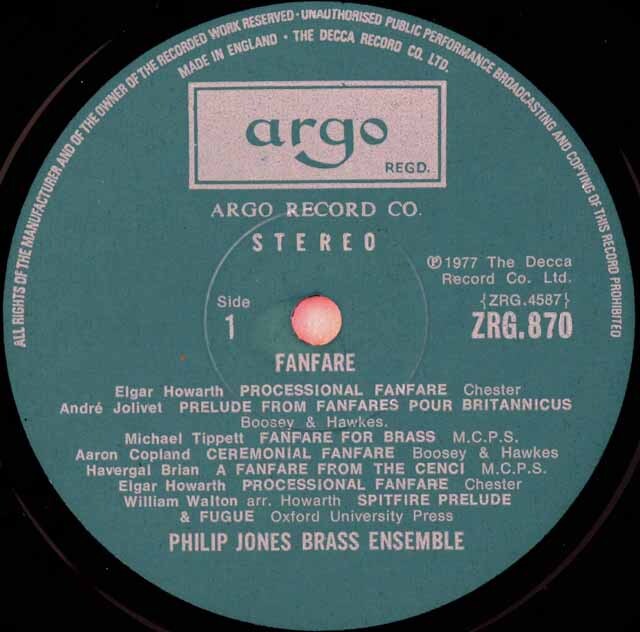 ALL RIGHTS OF THE MANUFACTURER AND OF THE OWNER OF THE RECORDED WORK RESERVED · UNAUTHORISED PUBLIC PERFORMANCE BROADCASTING AND COPYING OF THIS RECORD PROHIBITED
MADE IN ENGLAND · THE DECCA RECORD CO. LTD.
argo
REGD.
ARGO RECORD CO.
STEREO
℗1977 The Decca
Record Co. Ltd.
Side
1
{ZRG.4587}
ZRG.870
FANFARE
Elgar Howarth PROCESSIONAL FANFARE Chester
André Jolivet PRELUDE FROM FANFARES POUR BRITANNICUS
Boosey & Hawkes.
Michael Tippett FANFARE FOR BRASS M.C.P.S.
Aaron Copland CEREMONIAL FANFARE Boosey & Hawkes
Havergal Brian A FANFARE FROM THE CENCI M.C.P.S.
Elgar Howarth PROCESSIONAL FANFARE Chester
William Walton arr. Howarth SPITFIRE PRELUDE
& FUGUE Oxford University Press
PHILIP JONES BRASS ENSEMBLE